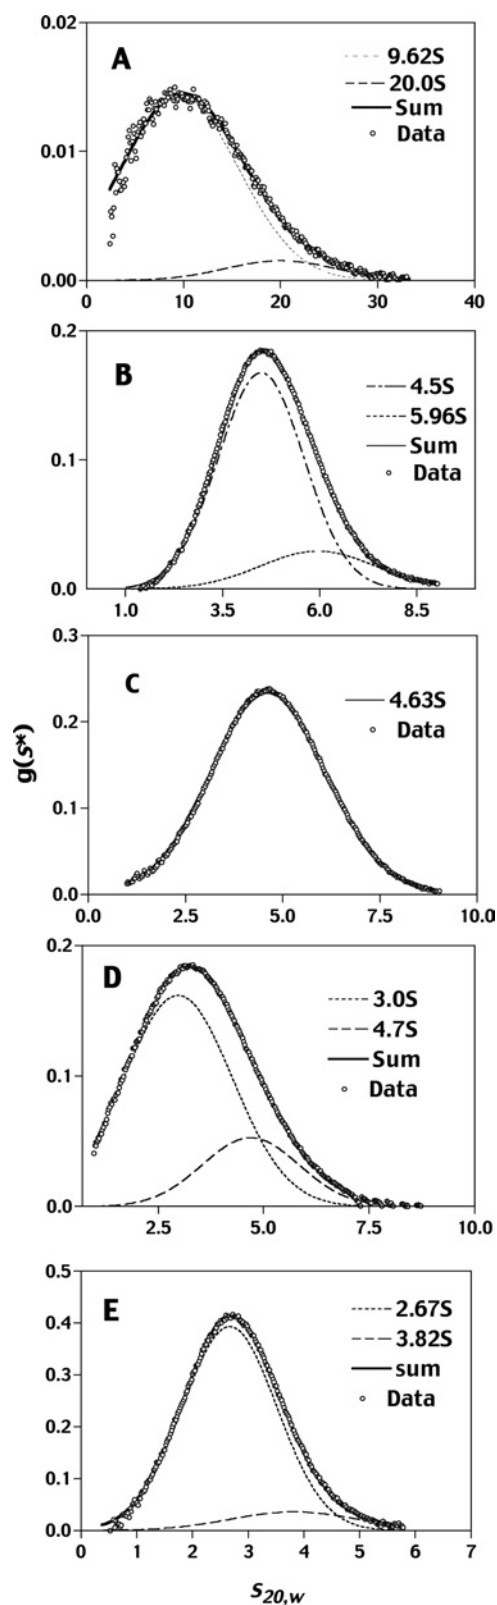 0.02
A
9.62S
20.0S
Sum
Data
0.01
0.00
0 10 20 30 40
0.2
B
4.5S
5.96S
Sum
Data
0.1
0.0
1.0 3.5 6.0 8.5
0.3
C
4.63S
Data
0.2
g(s*)
0.1
0.0
0.0 2.5 5.0 7.5 10.0
0.2
D
3.0S
4.7S
Sum
Data
0.1
0.0
2.5 5.0 7.5 10.0
0.5
E
2.67S
3.82S
sum
Data
0.4
0.3
0.2
0.1
0.0
0 1 2 3 4 5 6 7
s20,w